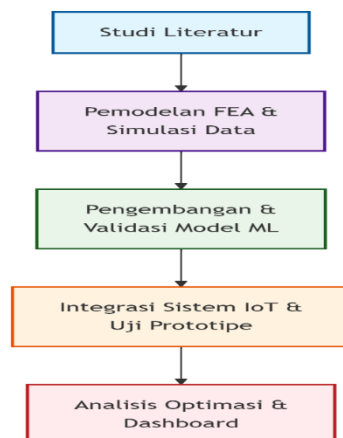 Studi Literatur
Pemodelan FEA &
Simulasi Data
Pengembangan &
Validasi Model ML
Integrasi Sistem IoT &
Uji Prototipe
Analisis Optimasi &
Dashboard